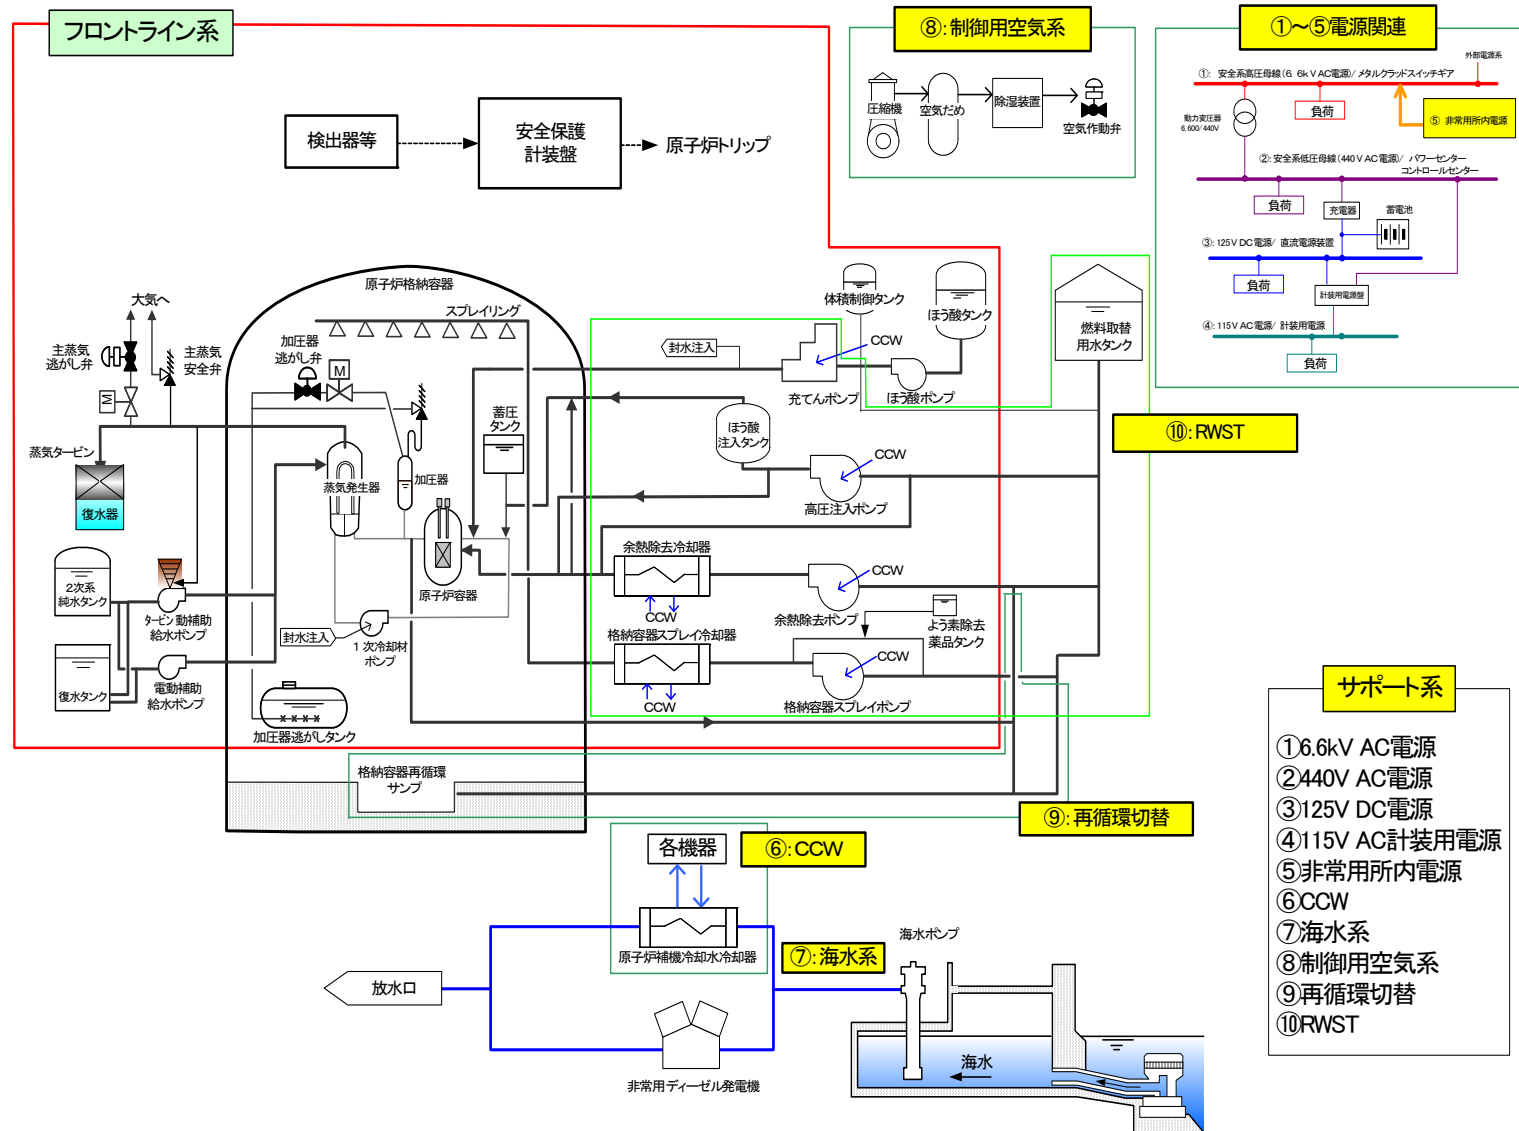 フロントライン系
⑧:制御用空気系
①～⑤電源関連
圧縮機
空気だめ
除湿装置
空気作動弁
外部電源系
①: 安全系高圧母線(6.6kV AC電源)/メタルクラッドスイッチギア
負荷
動力変圧器
6,600/440V
⑤ 非常用所内電源
②: 安全系低圧母線(440V AC電源)/ パワーセンター
コントロールセンター
負荷
充電器
蓄電池
③: 125V DC電源/ 直流電源装置
負荷
計装用電源盤
④: 115V AC電源/ 計装用電源
負荷
検出器等
安全保護
計装盤
原子炉トリップ
原子炉格納容器
スプレイリング
大気へ
主蒸気
逃がし弁
主蒸気
安全弁
M
加圧器
逃がし弁
M
蓄圧
タンク
蒸気タービン
復水器
蒸気発生器
加圧器
原子炉容器
2次系
純水タンク
タービン動補助
給水ポンプ
復水タンク
電動補助
給水ポンプ
封水注入
1次冷却材
ポンプ
加圧器逃がしタンク
格納容器再循環
サンプ
体積制御タンク
ほう酸タンク
燃料取替
用水タンク
封水注入
CCW
充てんポンプ
ほう酸ポンプ
ほう酸
注入タンク
CCW
高圧注入ポンプ
⑩:RWST
余熱除去冷却器
CCW
CCW
余熱除去ポンプ
よう素除去
薬品タンク
格納容器スプレイ冷却器
CCW
CCW
格納容器スプレイポンプ
⑨:再循環切替
各機器
⑥:CCW
原子炉補機冷却水冷却器
⑦:海水系
海水ポンプ
放水口
非常用ディーゼル発電機
海水
サポート系
①6.6kV AC電源
②440V AC電源
③125V DC電源
④115V AC計装用電源
⑤非常用所内電源
⑥CCW
⑦海水系
⑧制御用空気系
⑨再循環切替
⑩RWST